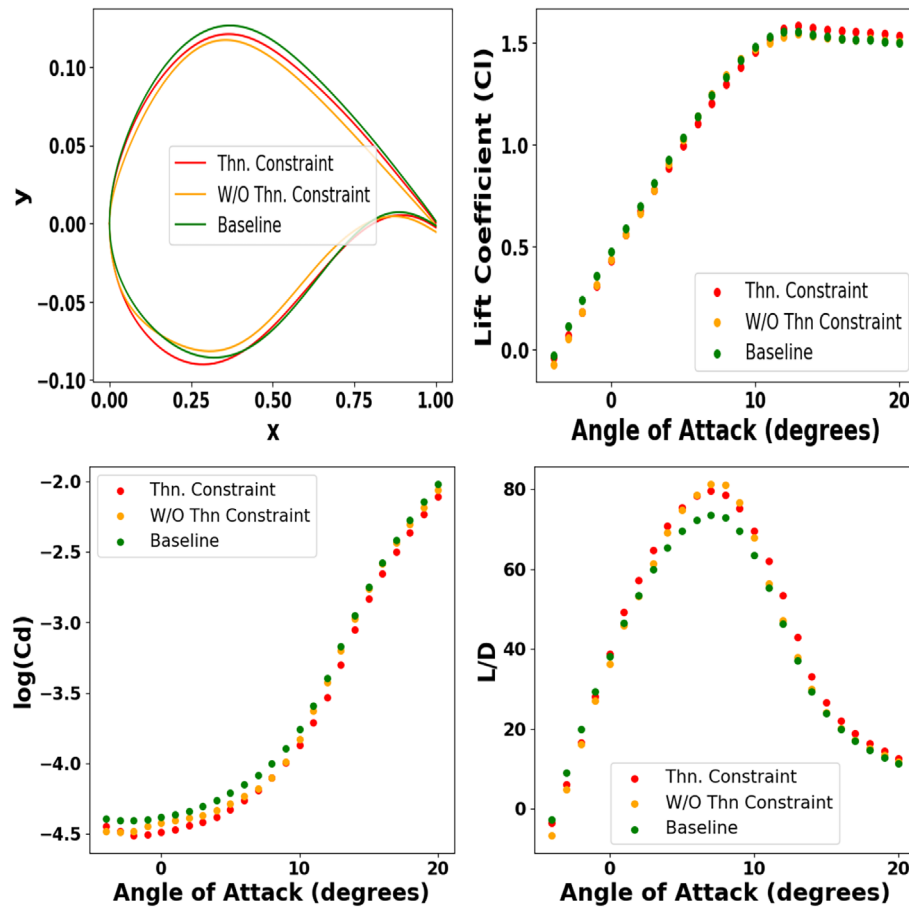 0.10
0.05
0.00
−0.05
−0.10
y
Thn. Constraint
W/O Thn. Constraint
Baseline
0.00 0.25 0.50 0.75 1.00
x
1.5
1.0
0.5
0.0
Lift Coefficient (Cl)
Thn. Constraint
W/O Thn Constraint
Baseline
0 10 20
Angle of Attack (degrees)
−2.0
−2.5
−3.0
−3.5
−4.0
−4.5
log(Cd)
Thn. Constraint
W/O Thn Constraint
Baseline
0 10 20
Angle of Attack (degrees)
80
60
40
20
0
L/D
Thn. Constraint
W/O Thn Constraint
Baseline
0 10 20
Angle of Attack (degrees)